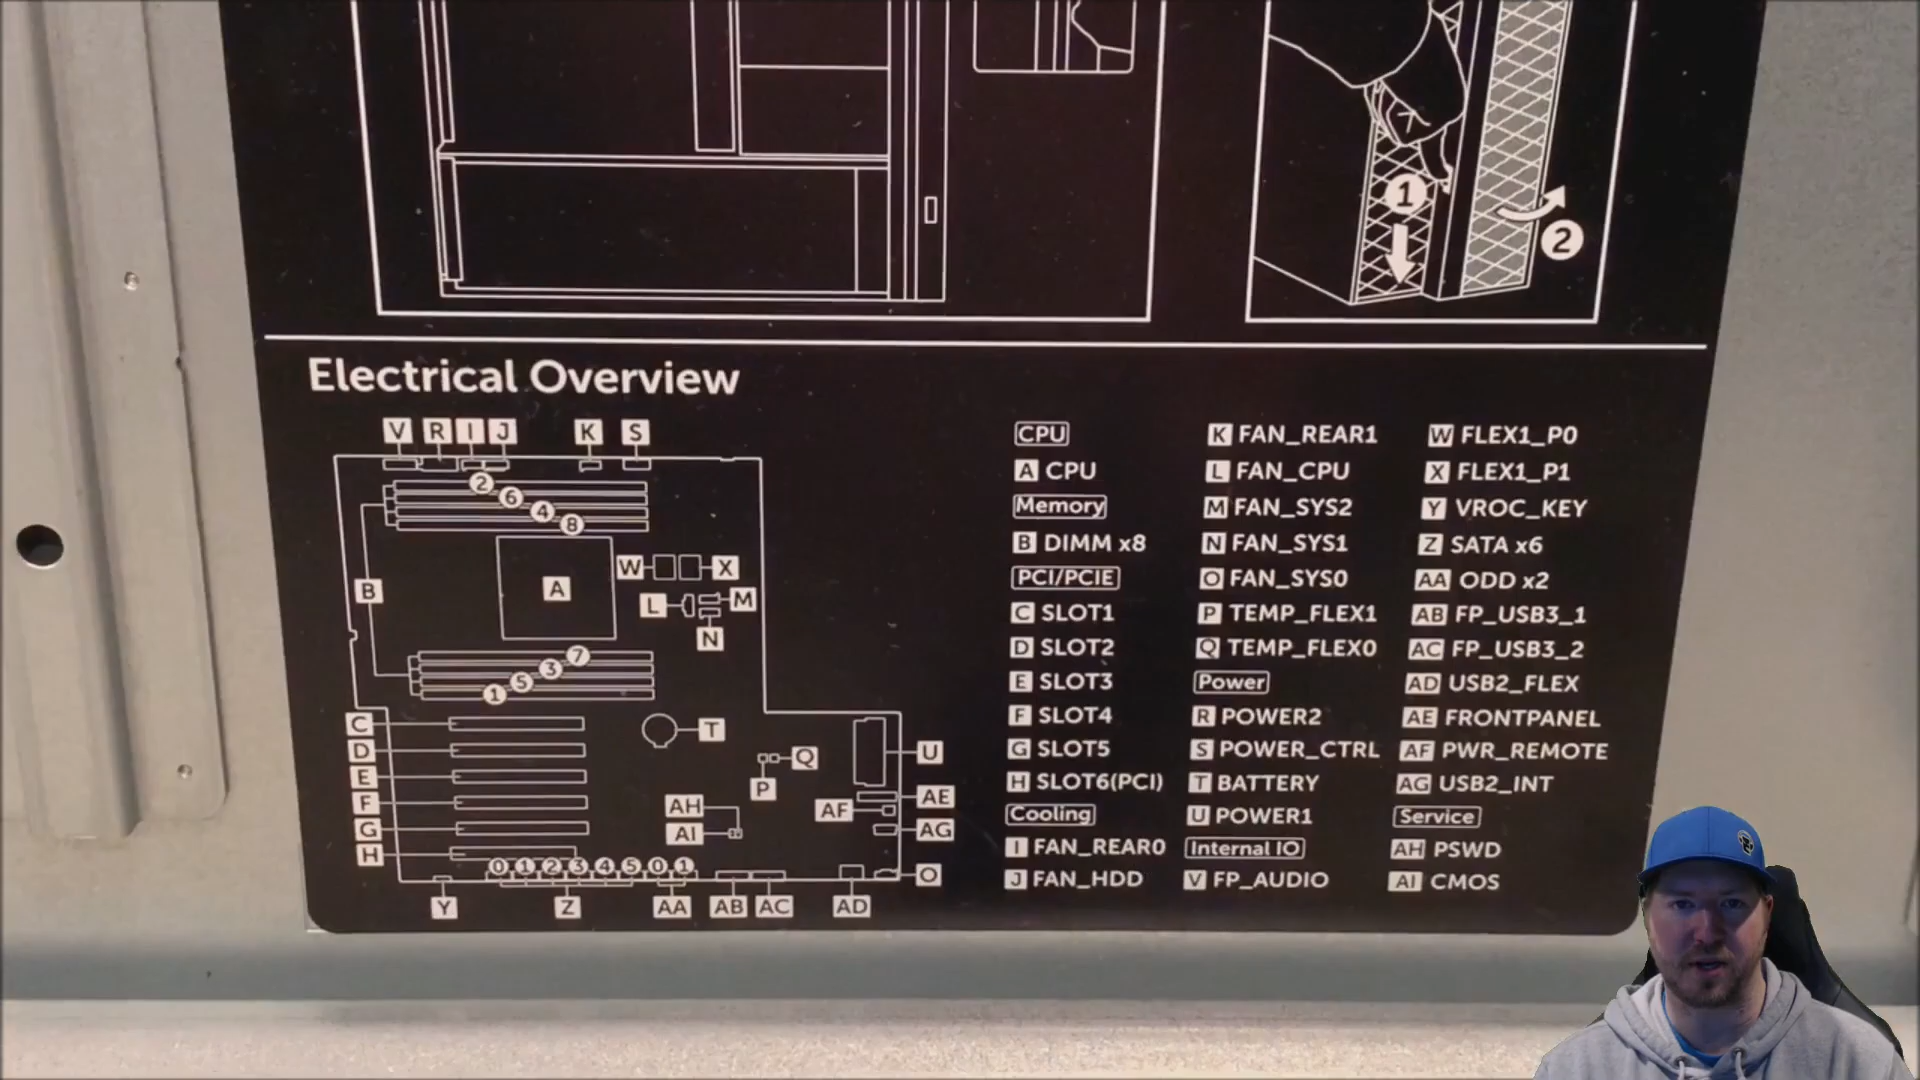 1
2
Electrical Overview
V R I J K S
2
6
4
8
W X
B A L M
N
7
3
5
1
C T
D Q U
E P
F AH AF AE
G AI AG
H
0 1 2 3 4 5 0 1
O
Y Z AA AB AC AD
CPU
A CPU
Memory
B DIMM x8
PCI/PCIE
C SLOT1
D SLOT2
E SLOT3
F SLOT4
G SLOT5
H SLOT6(PCI)
Cooling
I FAN_REAR0
J FAN_HDD
K FAN_REAR1
L FAN_CPU
M FAN_SYS2
N FAN_SYS1
O FAN_SYS0
P TEMP_FLEX1
Q TEMP_FLEX0
Power
R POWER2
S POWER_CTRL
T BATTERY
U POWER1
Internal IO
V FP_AUDIO
W FLEX1_P0
X FLEX1_P1
Y VROC_KEY
Z SATA x6
AA ODD x2
AB FP_USB3_1
AC FP_USB3_2
AD USB2_FLEX
AE FRONTPANEL
AF PWR_REMOTE
AG USB2_INT
Service
AH PSWD
AI CMOS